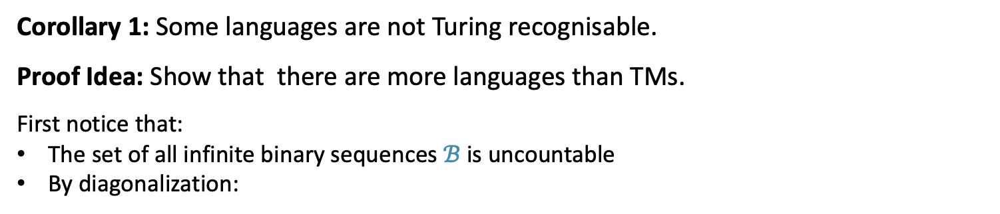 Corollary 1: Some languages are not Turing recognisable.
Proof Idea: Show that  there are more languages than TMs.
First notice that:
• The set of all infinite binary sequences ℬ is uncountable
• By diagonalization: